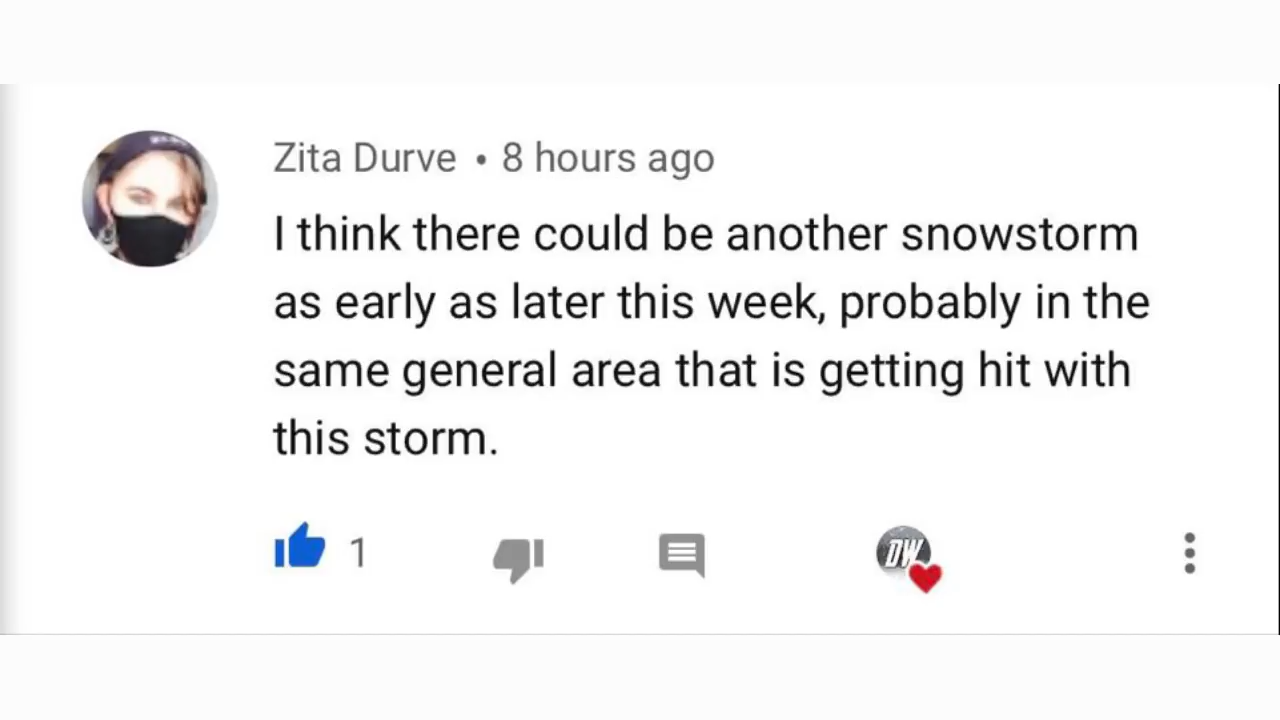 Zita Durve • 8 hours ago
I think there could be another snowstorm
as early as later this week, probably in the
same general area that is getting hit with
this storm.
1
DW